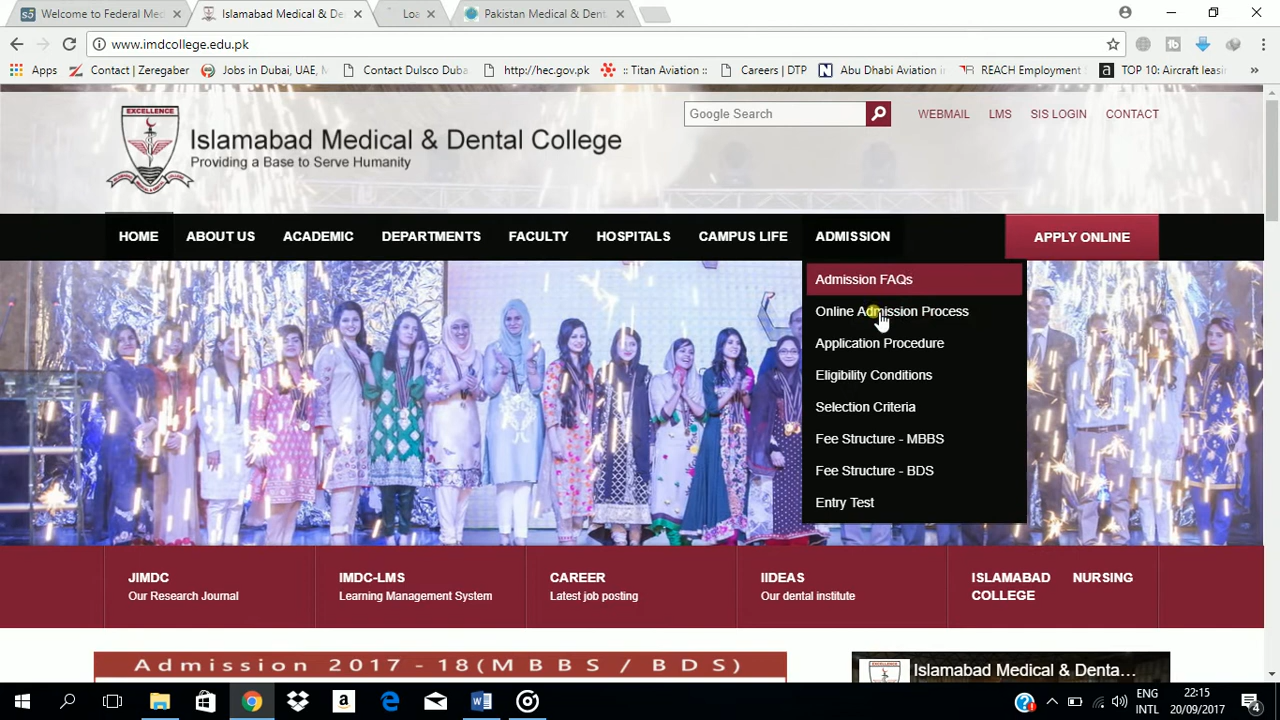 Welcome to Federal Med
Islamabad Medical & De
Loa
Pakistan Medical & Dent
www.imdcollege.edu.pk
Apps
Contact | Zeregaber
Jobs in Dubai, UAE,
Contact Dulsco Duba
http://hec.gov.pk
:: Titan Aviation ::
Careers | DTP
Abu Dhabi Aviation in
REACH Employment S
TOP 10: Aircraft leasin
EXCELLENCE
Islamabad Medical & Dental College
Providing a Base to Serve Humanity
Google Search
WEBMAIL
LMS
SIS LOGIN
CONTACT
HOME
ABOUT US
ACADEMIC
DEPARTMENTS
FACULTY
HOSPITALS
CAMPUS LIFE
ADMISSION
APPLY ONLINE
Admission FAQs
Online Admission Process
Application Procedure
Eligibility Conditions
Selection Criteria
Fee Structure - MBBS
Fee Structure - BDS
Entry Test
JIMDC
Our Research Journal
IMDC-LMS
Learning Management System
CAREER
Latest job posting
IIDEAS
Our dental institute
ISLAMABAD NURSING
COLLEGE
Admission 2017 -18(MBBS / BDS)
EXCELLENCE
Islamabad Medical & Denta...
ENG
INTL
22:15
20/09/2017
4